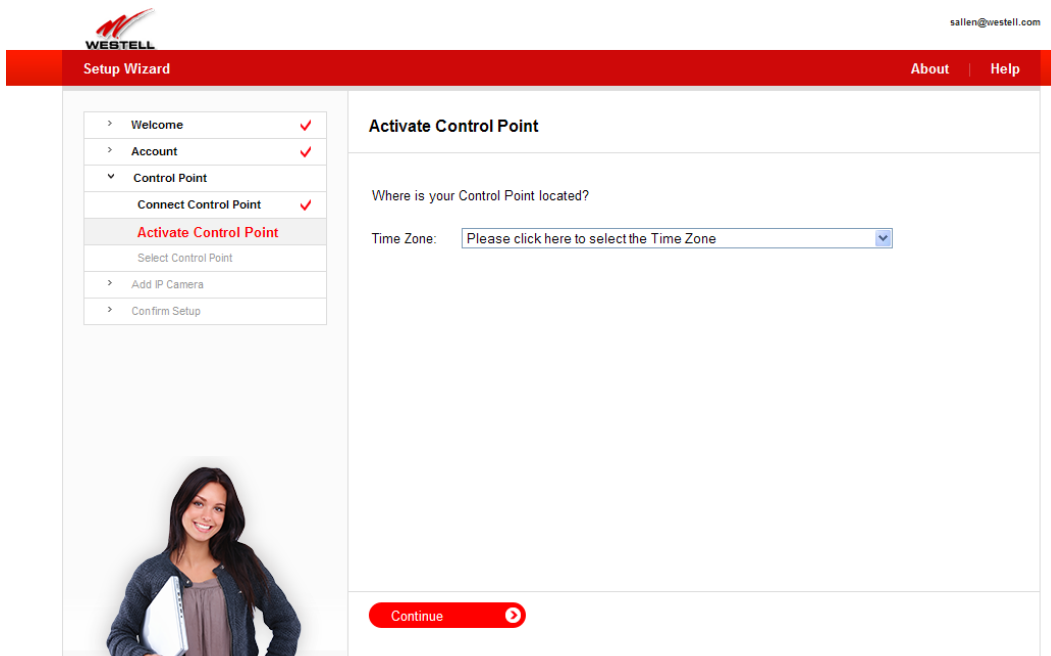 WESTELL
sallen@westell.com
Setup Wizard
About
Help
Welcome
Account
Control Point
Connect Control Point
Activate Control Point
Select Control Point
Add IP Camera
Confirm Setup
Activate Control Point
Where is your Control Point located?
Time Zone: Please click here to select the Time Zone
Continue